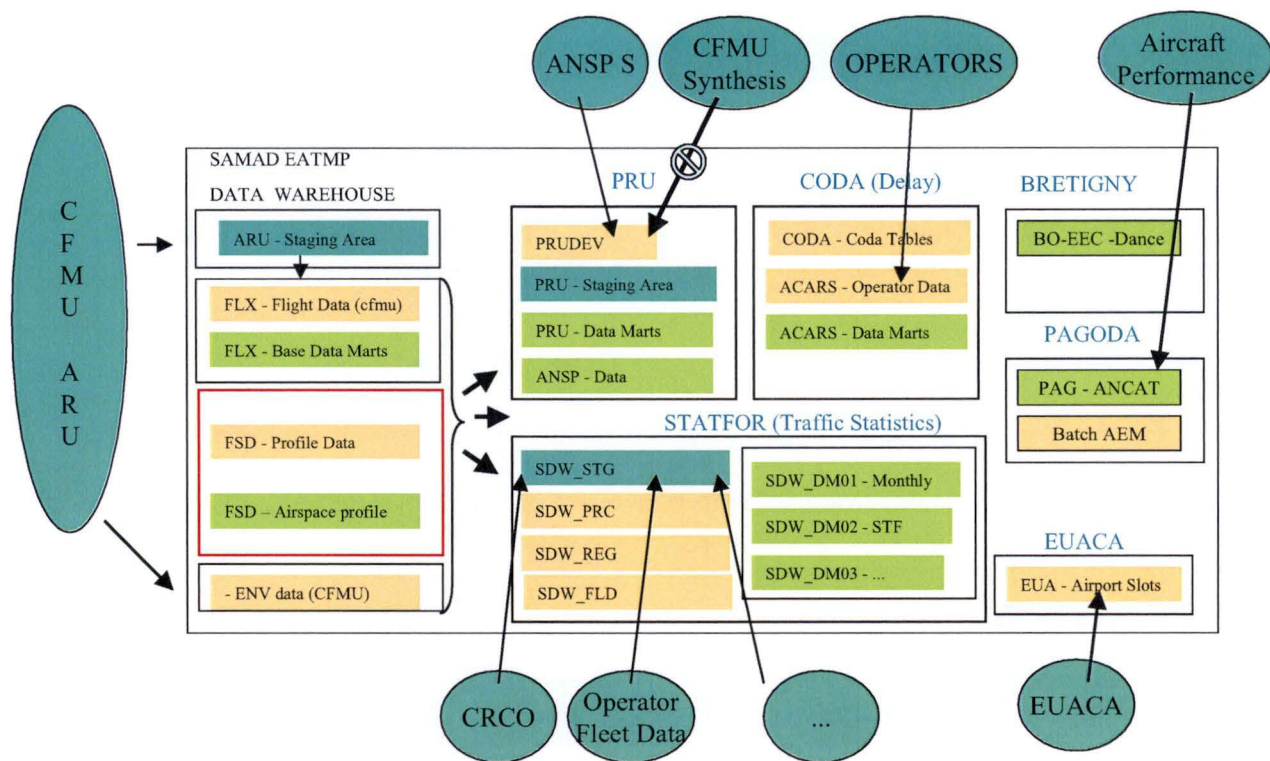 ANSP S
CFMU
Synthesis
OPERATORS
Aircraft
Performance
C
F
M
U
A
R
U
SAMAD EATMP
DATA WAREHOUSE
ARU - Staging Area
FLX - Flight Data (cfmu)
FLX - Base Data Marts
FSD - Profile Data
FSD – Airspace profile
- ENV data (CFMU)
PRU
PRUDEV
PRU - Staging Area
PRU - Data Marts
ANSP - Data
CODA (Delay)
CODA - Coda Tables
ACARS - Operator Data
ACARS - Data Marts
BRETIGNY
BO-EEC -Dance
PAGODA
PAG - ANCAT
Batch AEM
STATFOR (Traffic Statistics)
SDW_STG
SDW_PRC
SDW_REG
SDW_FLD
SDW_DM01 - Monthly
SDW_DM02 - STF
SDW_DM03 - ...
EUACA
EUA - Airport Slots
CRCO
Operator
Fleet Data
...
EUACA